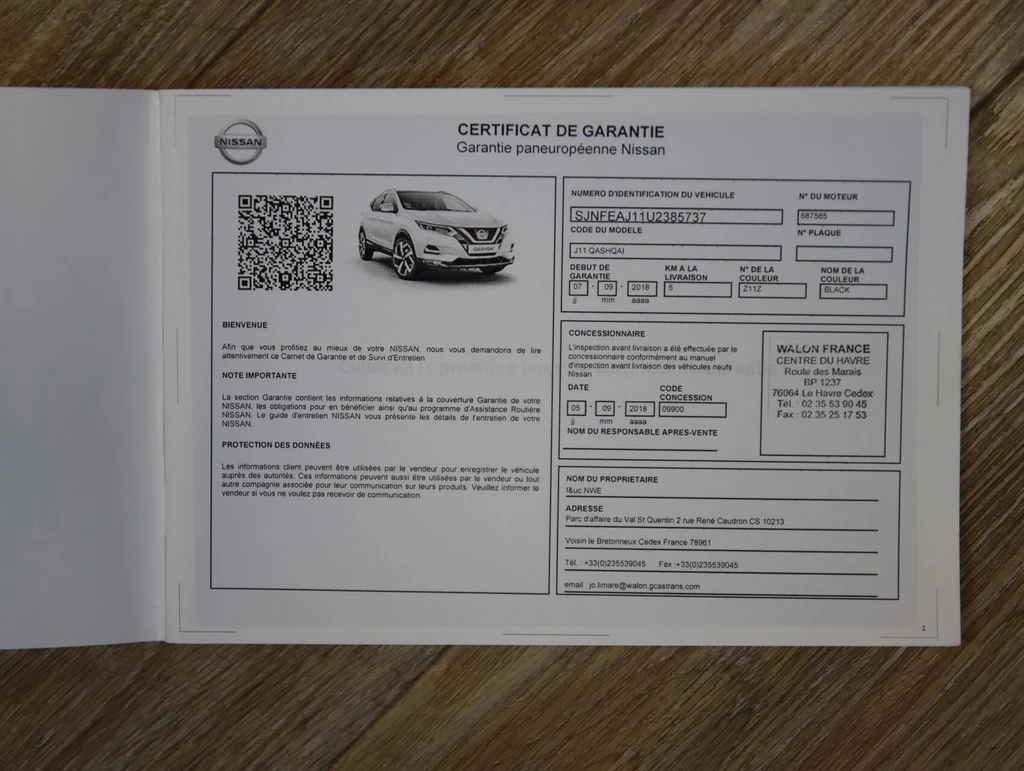 NISSAN
CERTIFICAT DE GARANTIE
Garantie paneuropéenne Nissan
QASHQAI
BIENVENUE
Afin que vous profitiez au mieux de votre NISSAN, nous vous demandons de lire
attentivement ce Carnet de Garantie et de Suivi d'Entretien
NOTE IMPORTANTE
La section Garantie contient les informations relatives à la couverture Garantie de votre
NISSAN, les obligations pour en bénéficier ainsi qu'au programme d'Assistance Routière
NISSAN. Le guide d'entretien NISSAN vous présente les détails de l'entretien de votre
NISSAN.
PROTECTION DES DONNÉES
Les informations client peuvent être utilisées par le vendeur pour enregistrer le véhicule
auprès des autorités. Ces informations peuvent aussi être utilisées par le vendeur ou tout
autre compagnie associée pour leur communication sur leurs produits. Veuillez informer le
vendeur si vous ne voulez pas recevoir de communication.
NUMERO D'IDENTIFICATION DU VEHICULE
N° DU MOTEUR
SJNFEAJ11U2385737
687585
CODE DU MODELE
N° PLAQUE
J11 QASHQAI
DEBUT DE
GARANTIE
KM A LA
LIVRAISON
N° DE LA
COULEUR
NOM DE LA
COULEUR
07 - 09 - 2018
5
Z11Z
BLACK
jj mm aaaa
CONCESSIONNAIRE
L'inspection avant livraison a été effectuée par le
concessionnaire conformément au manuel
d'inspection avant livraison des véhicules neufs
Nissan
DATE
CODE
CONCESSION
05 - 09 - 2018
09900
jj mm aaaa
NOM DU RESPONSABLE APRES-VENTE
WALON FRANCE
CENTRE DU HAVRE
Route des Marais
BP 1237
76064 Le Havre Cedex
Tél. : 02 35 53 90 45
Fax : 02 35 25 17 53
NOM DU PROPRIETAIRE
f&uc NWE
ADRESSE
Parc d'affaire du Val St Quentin 2 rue René Caudron CS 10213
Voisin le Bretonneux Cedex France 78961
Tél. : +33(0)235539045 Fax :+33(0)235539045
email : jo.limare@walon.gcastrans.com
1